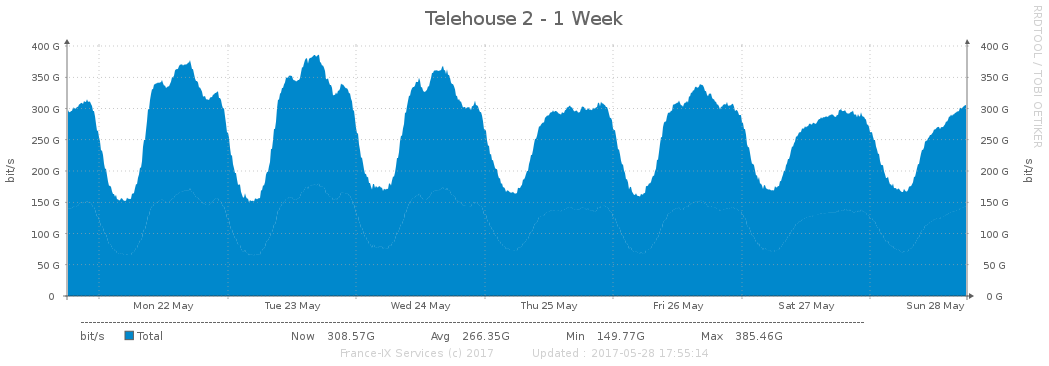 Telehouse 2 - 1 Week
RRDTOOL / TOBI OETIKER
bit/s
400 G 400 G
350 G 350 G
300 G 300 G
250 G 250 G
200 G 200 G
150 G 150 G
100 G 100 G
50 G 50 G
0 0 G
bit/s
Mon 22 May Tue 23 May Wed 24 May Thu 25 May Fri 26 May Sat 27 May Sun 28 May
bit/s Total Now 308.57G Avg 266.35G Min 149.77G Max 385.46G
France-IX Services (c) 2017 Updated : 2017-05-28 17:55:14